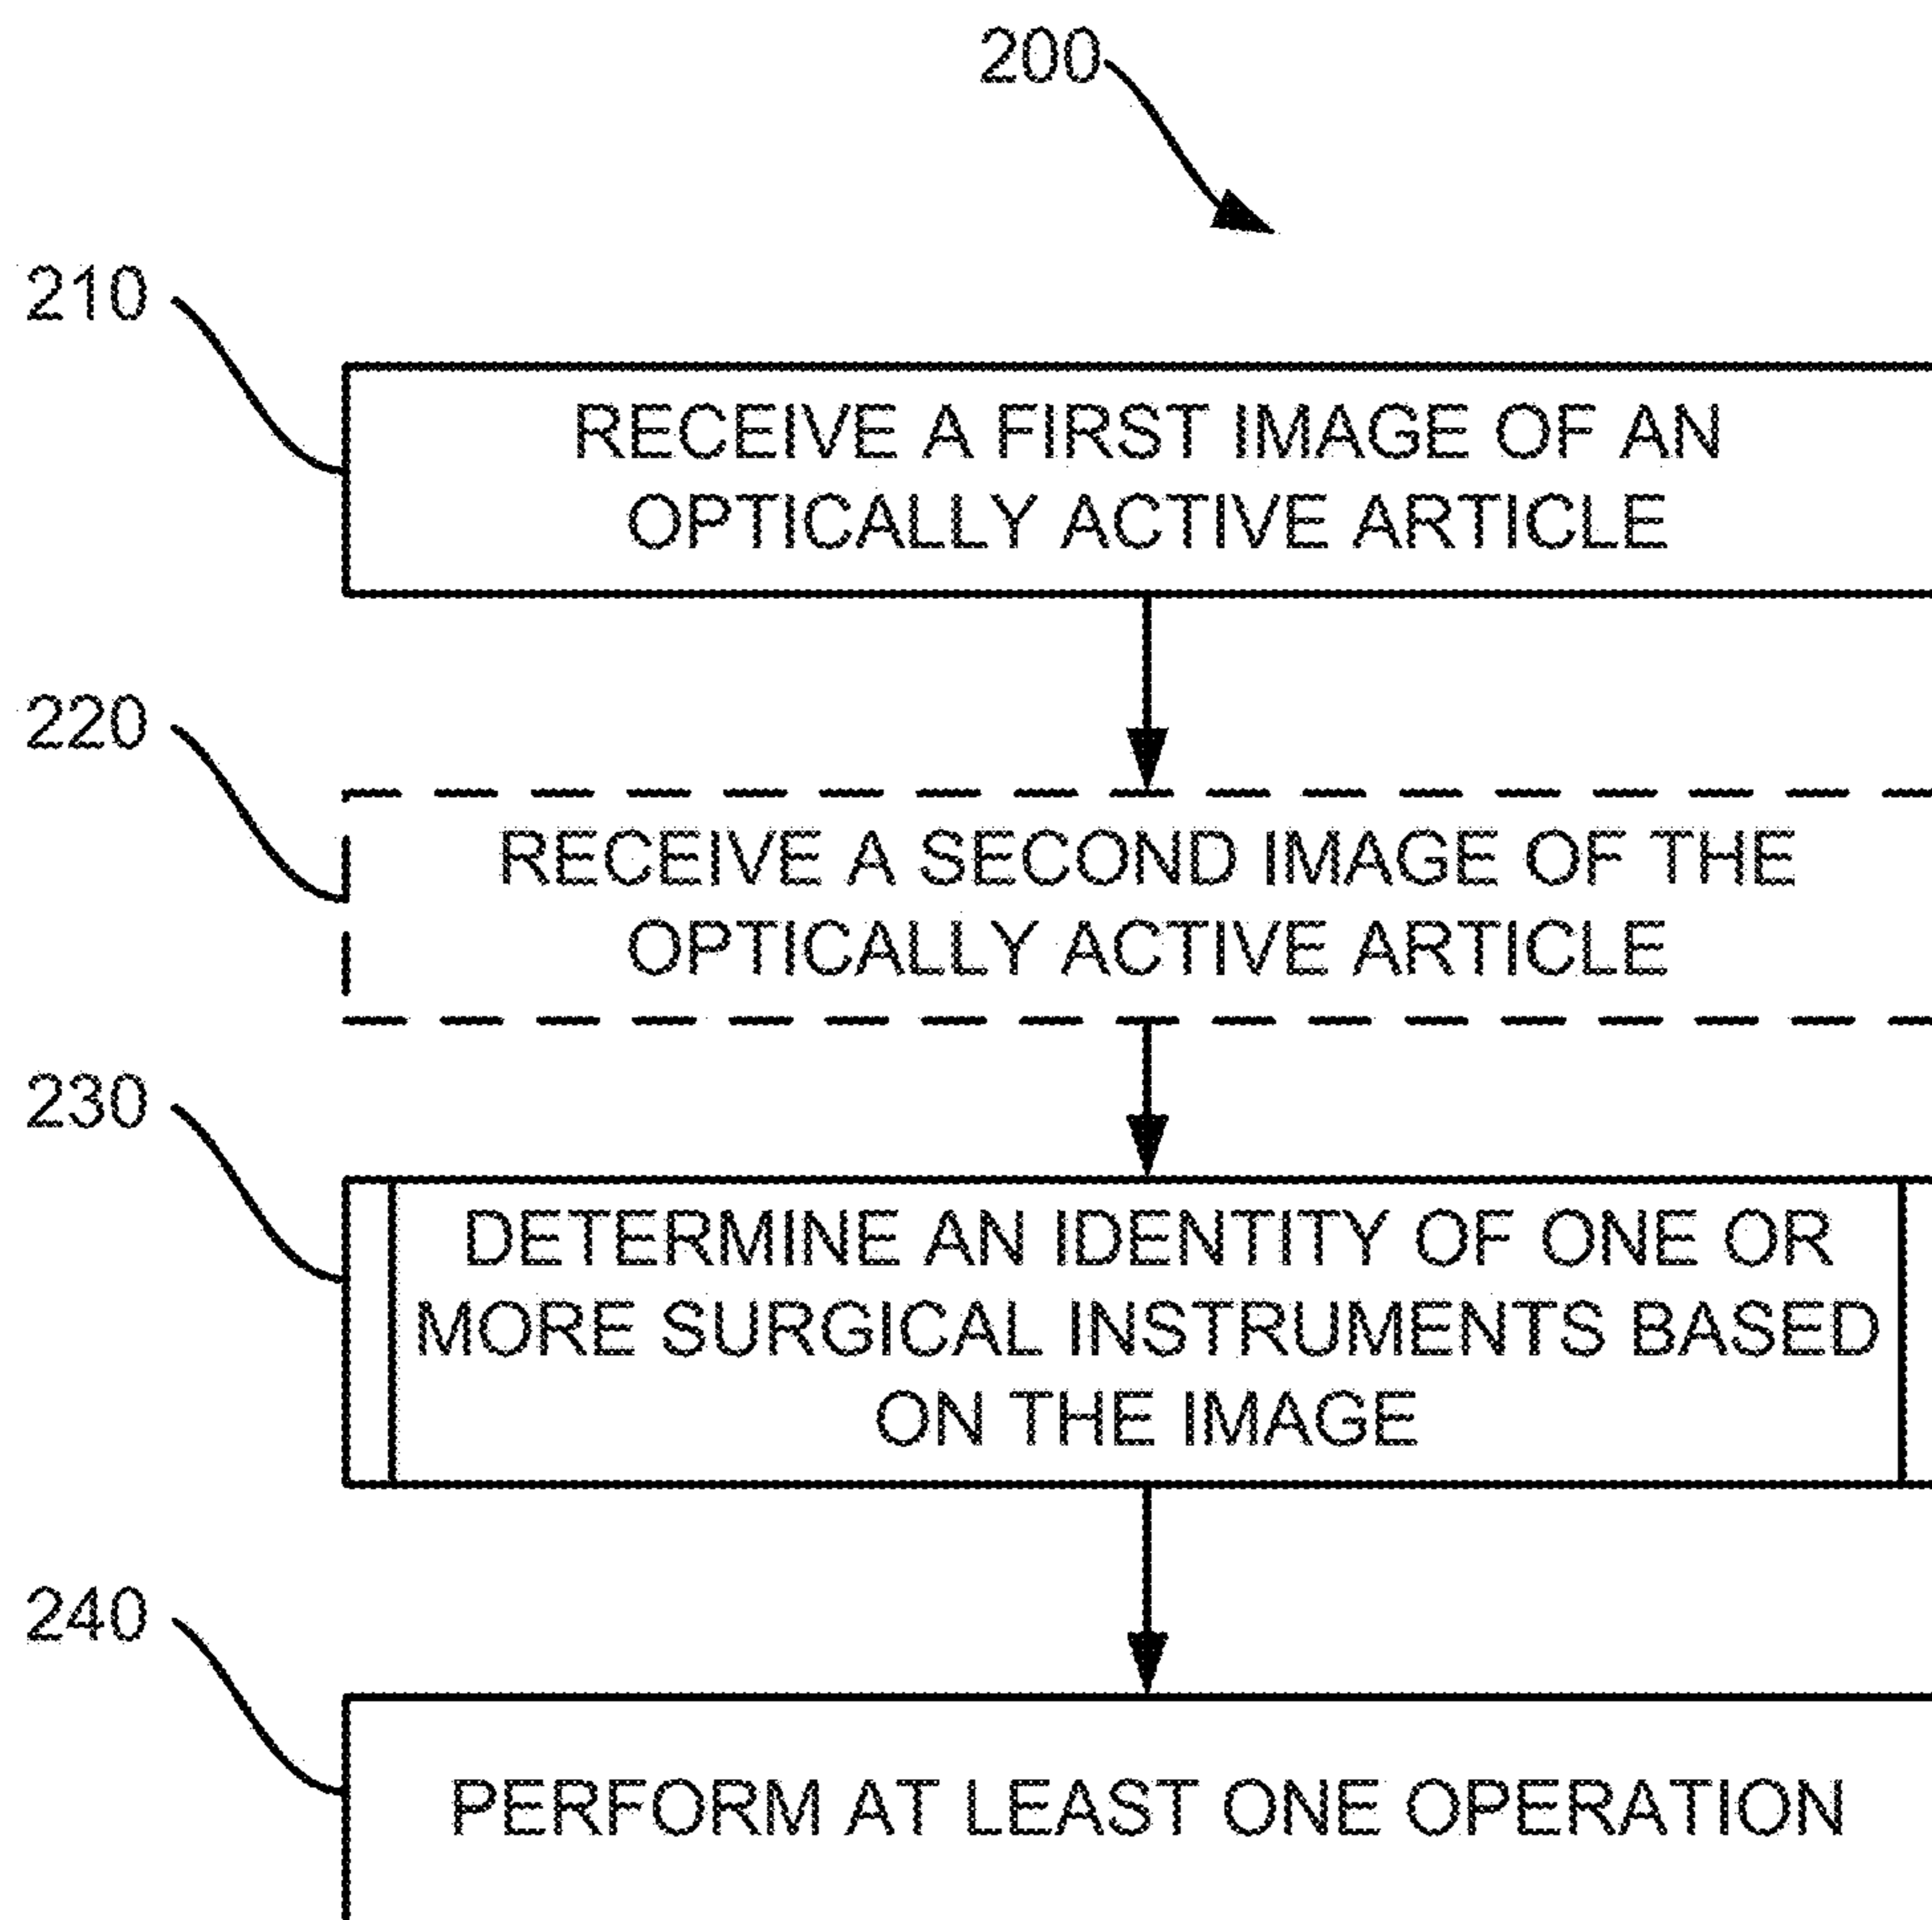 200
210
RECEIVE A FIRST IMAGE OF AN
OPTICALLY ACTIVE ARTICLE
220
RECEIVE A SECOND IMAGE OF THE
OPTICALLY ACTIVE ARTICLE
230
DETERMINE AN IDENTITY OF ONE OR
MORE SURGICAL INSTRUMENTS BASED
ON THE IMAGE
240
PERFORM AT LEAST ONE OPERATION